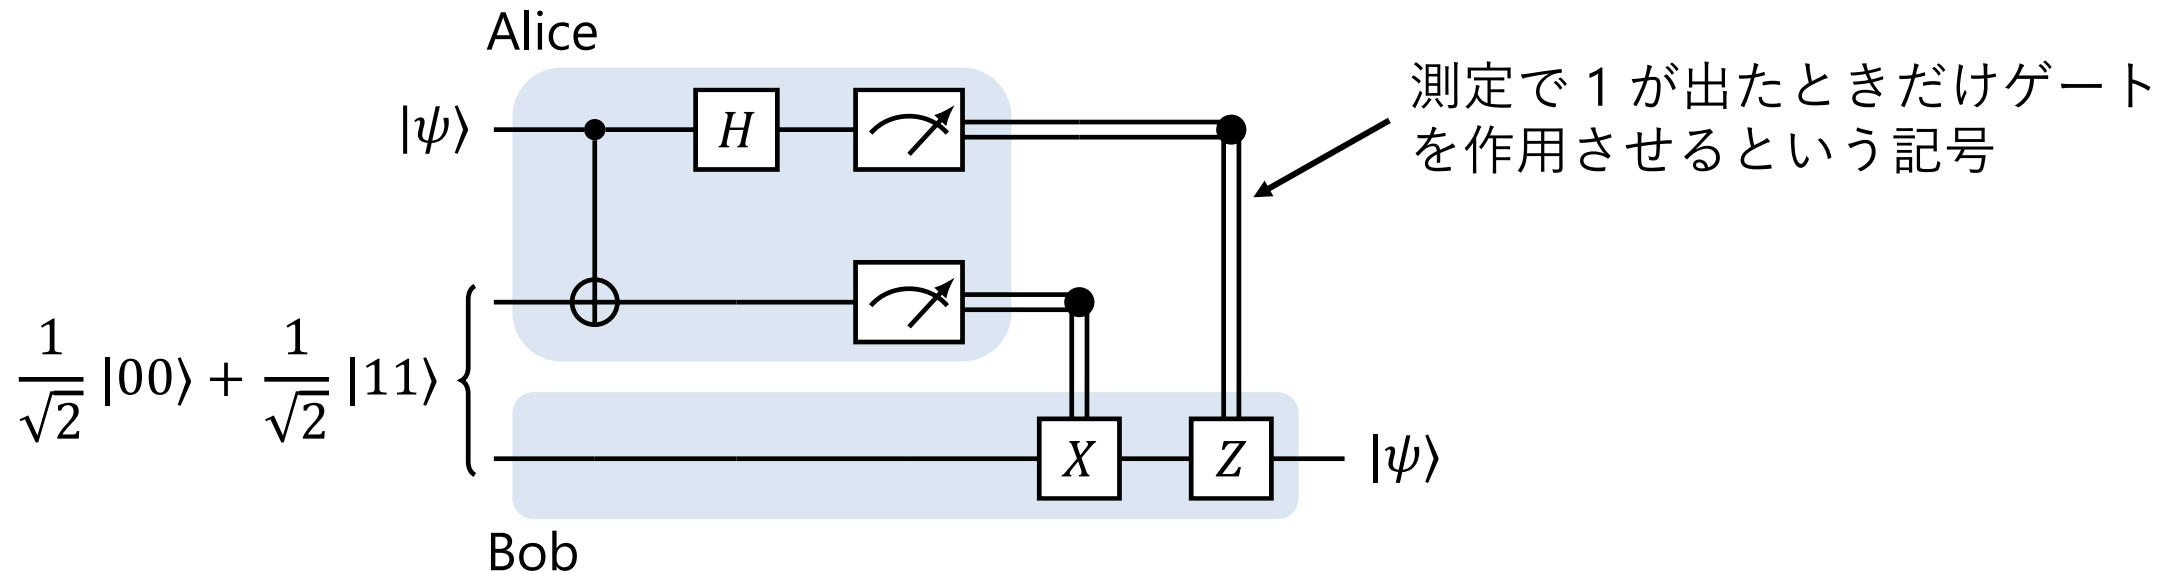 Alice
|ψ⟩
H
測定で 1 が出たときだけゲート
を作用させるという記号
1/√2 |00⟩ + 1/√2 |11⟩
X
Z
|ψ⟩
Bob